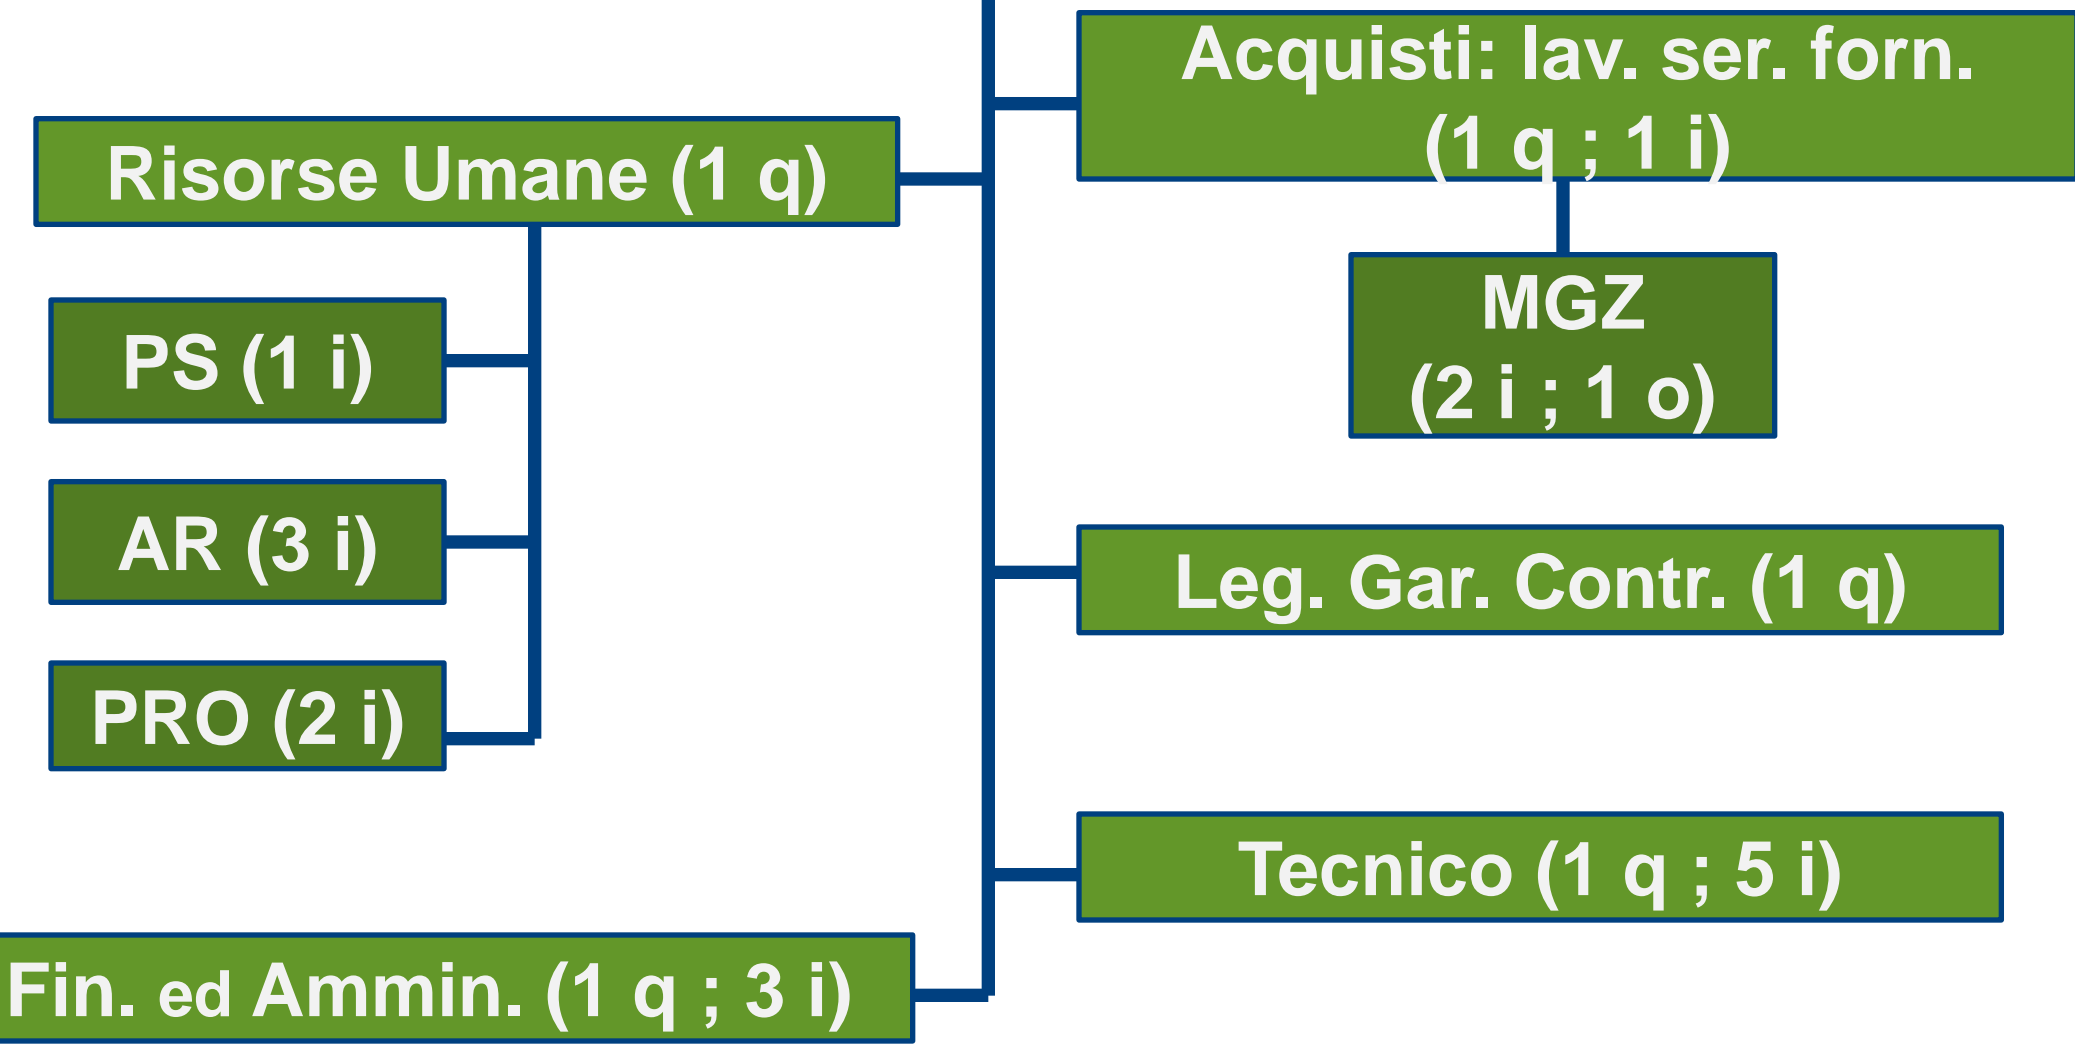 Acquisti: lav. ser. forn.
(1 q ; 1 i)
Risorse Umane (1 q)
MGZ
(2 i ; 1 o)
PS (1 i)
AR (3 i)
PRO (2 i)
Leg. Gar. Contr. (1 q)
Tecnico (1 q ; 5 i)
Fin. ed Ammin. (1 q ; 3 i)